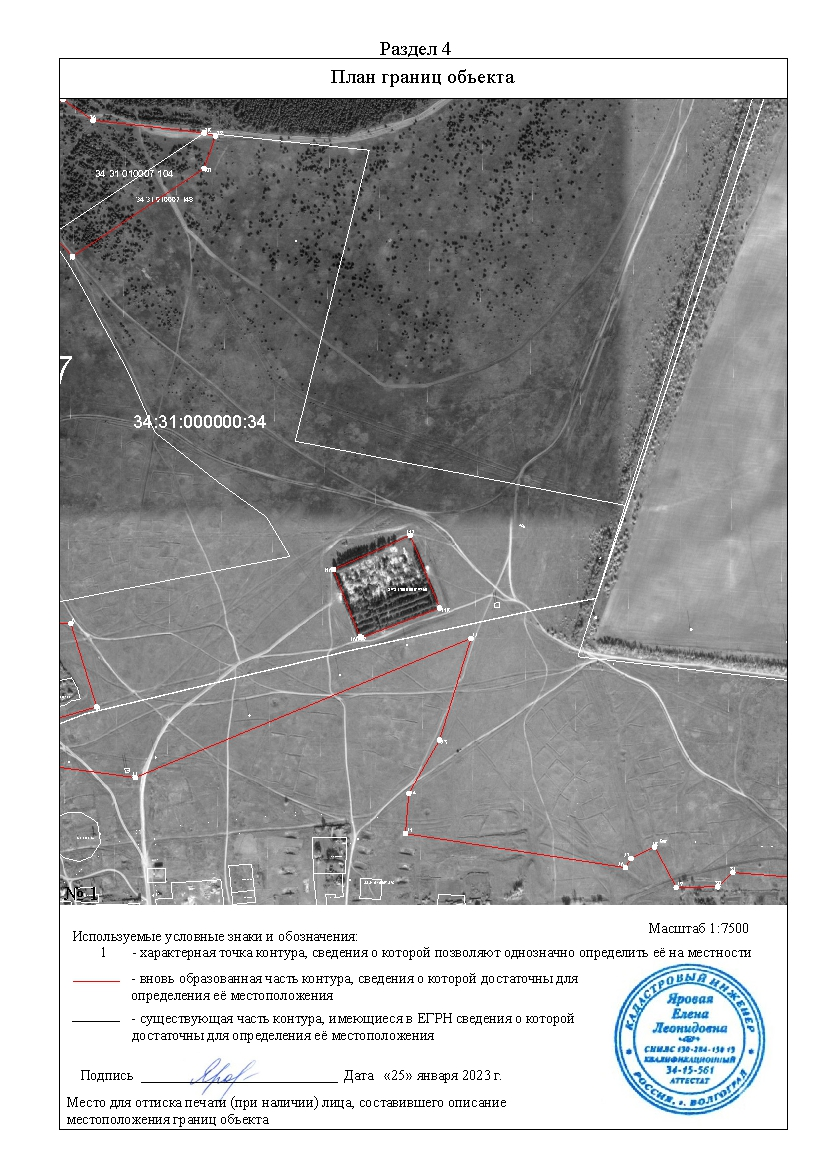 Раздел 4
План границ объекта
34 31 010007 104
7
34:31:000000:34
№ 1
Масштаб 1:7500
Используемые условные знаки и обозначения:
1 - характерная точка контура, сведения о которой позволяют однозначно определить её на местности
- вновь образованная часть контура, сведения о которой достаточны для
определения её местоположения
- существующая часть контура, имеющиеся в ЕГРН сведения о которой
достаточны для определения её местоположения
КАДАСТРОВЫЙ ИНЖЕНЕР
Яровая
Елена
Леонидовна
34-15-561
АТТЕСТАТ
РОССИЯ, г. ВОЛГОГРАД
Подпись Дата «25» января 2023 г.
Место для оттиска печати (при наличии) лица, составившего описание
местоположения границ объекта